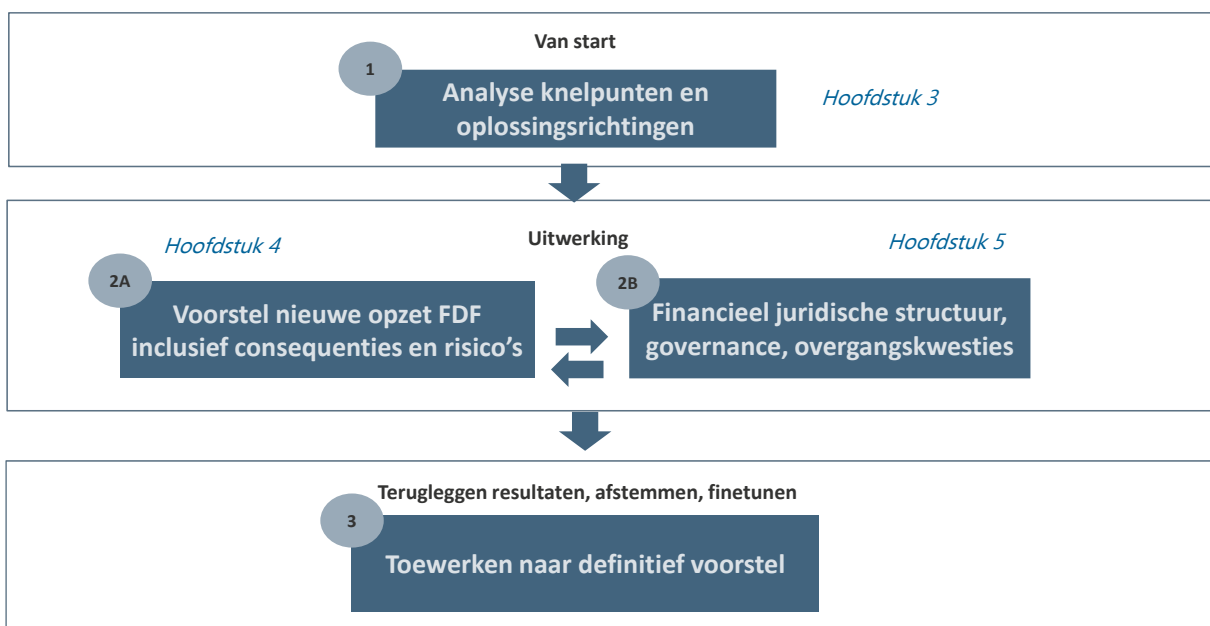 Van start
1
Analyse knelpunten en
oplossingsrichtingen
Hoofdstuk 3
Hoofdstuk 4
Uitwerking
Hoofdstuk 5
2A
Voorstel nieuwe opzet FDF
inclusief consequenties en risico's
2B
Financieel juridische structuur,
governance, overgangskwesties
Terugleggen resultaten, afstemmen, finetunen
3
Toewerken naar definitief voorstel